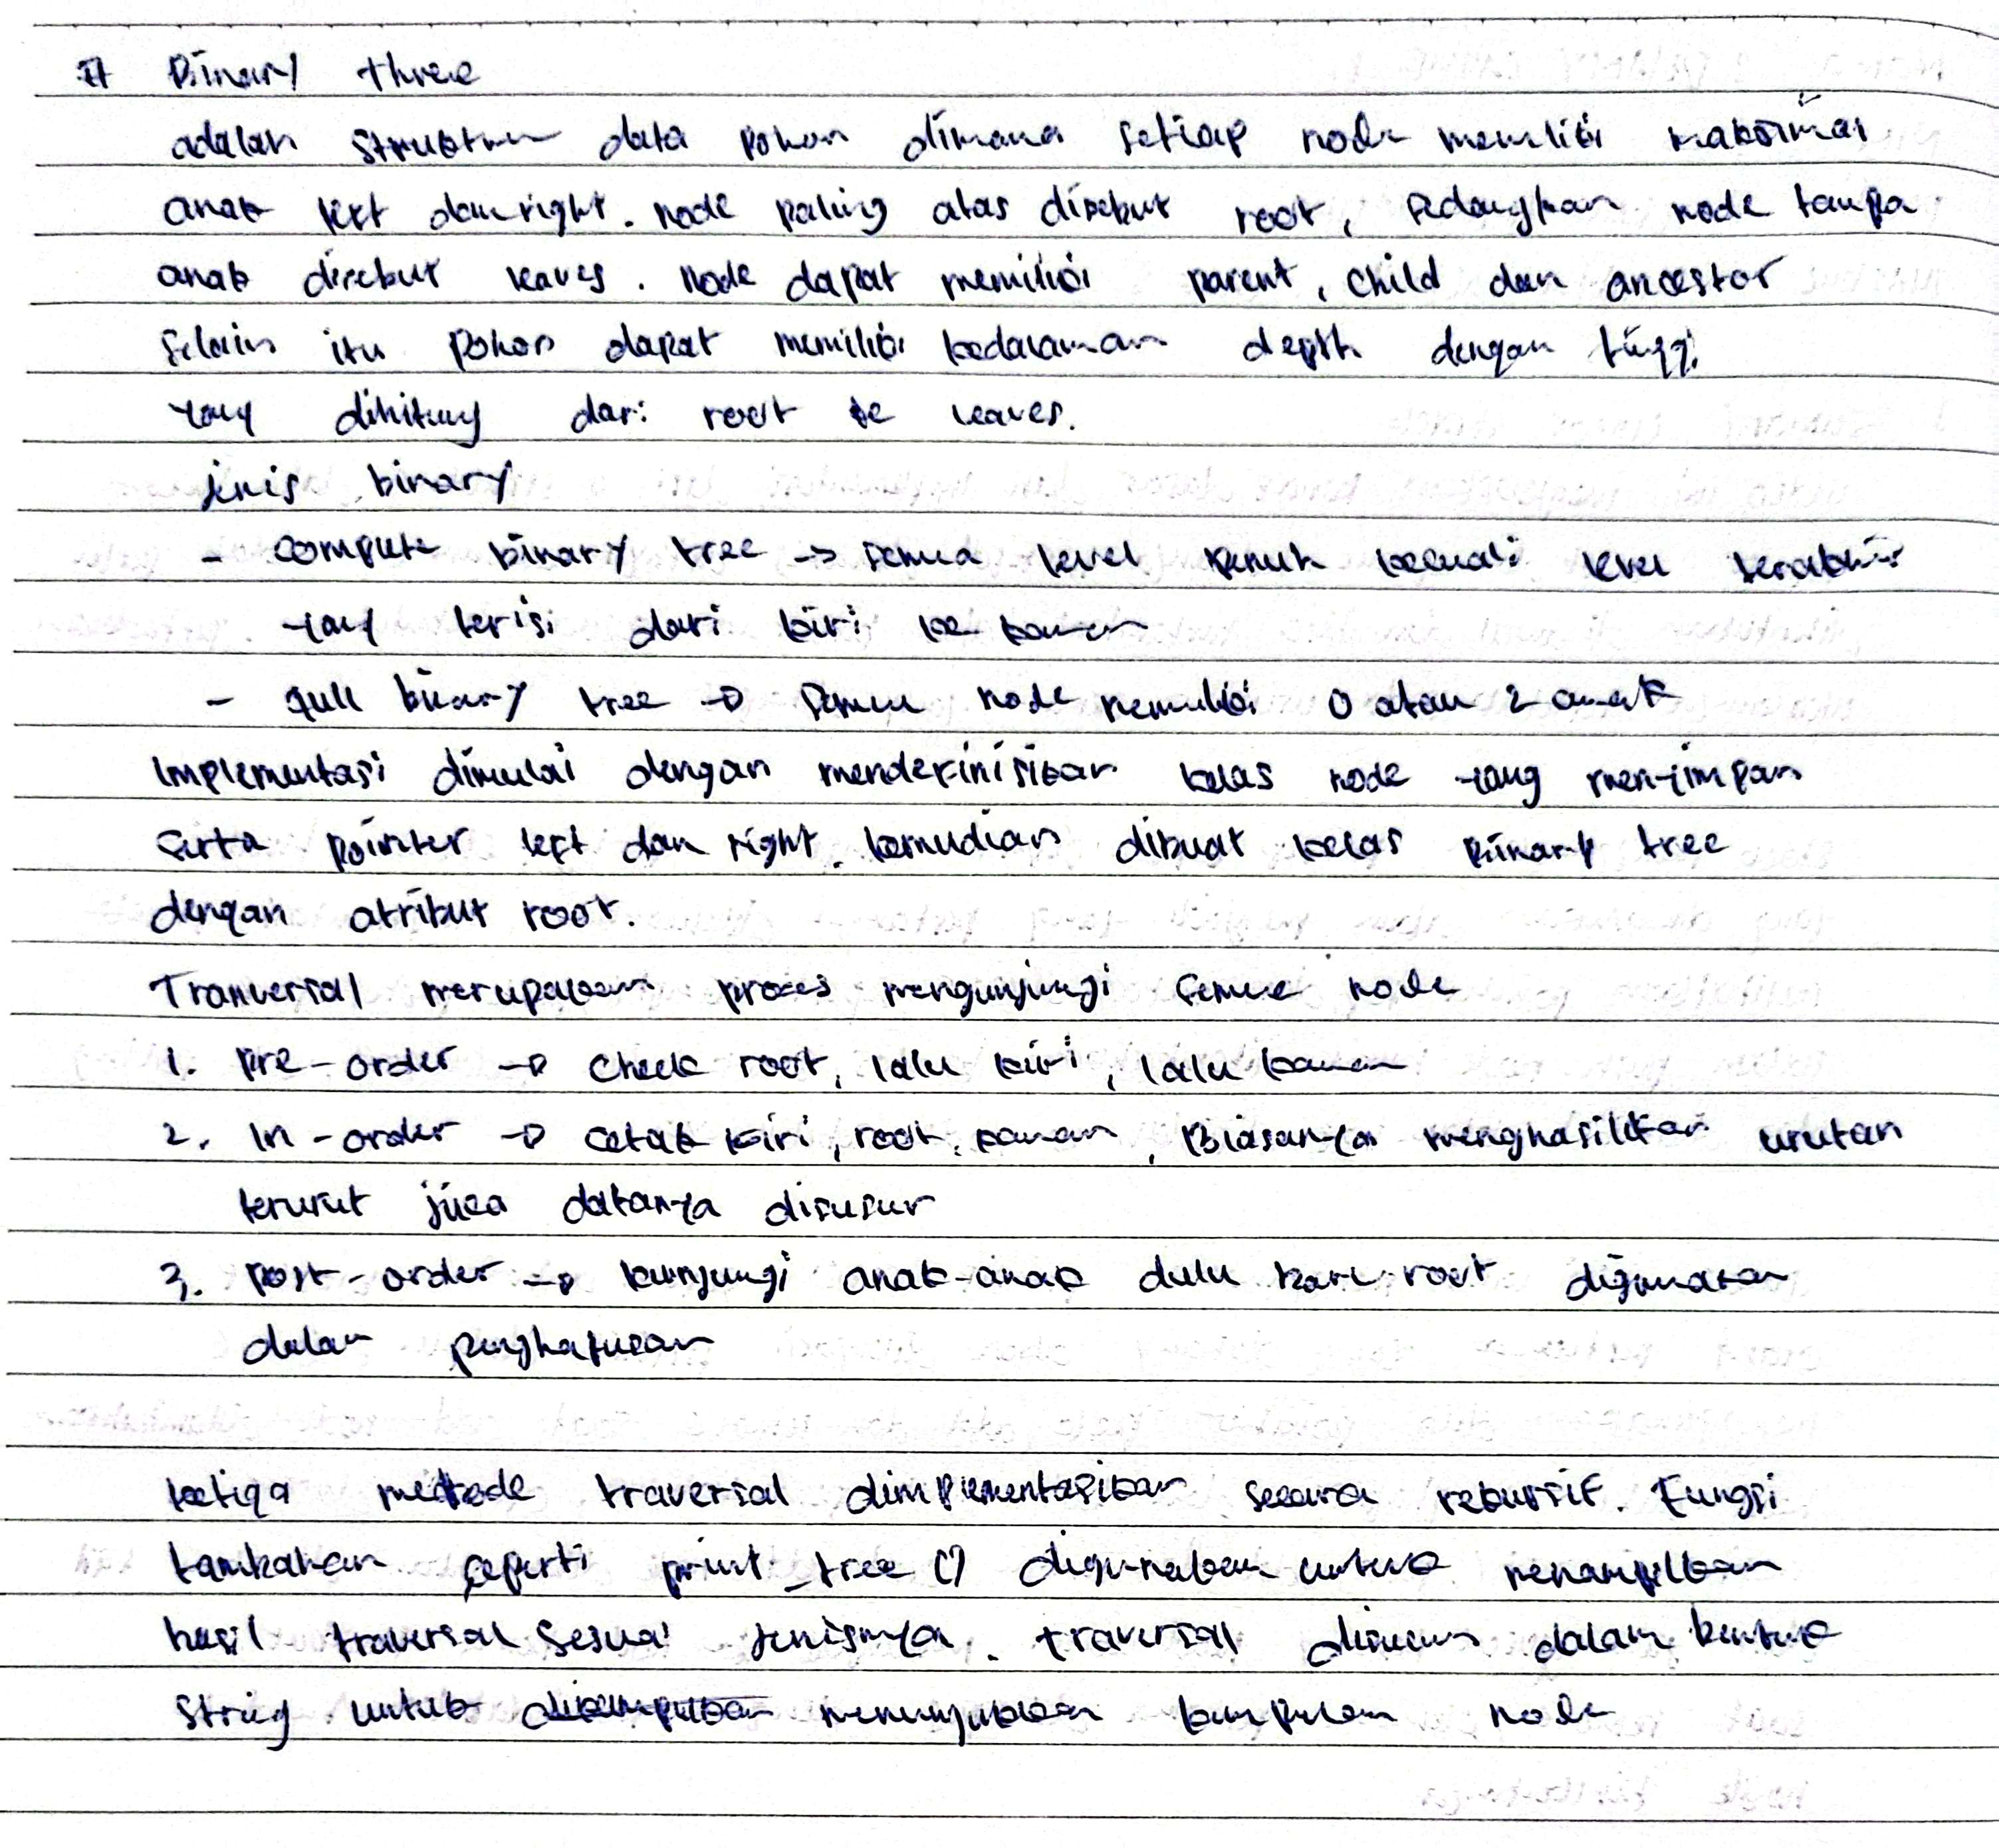 # Binary three
adalah struktur data pohon dimana setiap node memiliki maksimal
anak left dan right. node paling atas disebut root, sedangkan node tanpa
anak disebut leaves. Node dapat memiliki parent, child dan ancestor
selain itu pohon dapat memiliki kedalaman depth dengan tinggi
yang dihitung dari root ke leaves.
jenis binary
- complete binary tree -> semua level penuh kecuali level terakhir
yang terisi dari kiri ke kanan
- full binary tree -> semua node memiliki 0 atau 2 anak
Implementasi dimulai dengan mendefinisikan kelas node yang menyimpan
serta pointer left dan right. kemudian dibuat kelas Binary tree
dengan atribut root.
Tranversial merupakan proses mengunjungi semua node
1. Pre-order -> check root, lalu kiri, lalu kanan
2. In-order -> cetak kiri, root, kanan, Biasanya menghasilkan urutan
terurut jika datanya disusun
3. Post-order -> kunjungi anak-anak dulu baru root digunakan
dalam penghapusan
ketiga metode traversal diimplementasikan secara rekursif. Fungsi
tambahan seperti print_tree () digunakan untuk menampilkan
hasil traversal sesuai jenisnya. traversal disusun dalam bentuk
string untuk menunjukkan kumpulan node